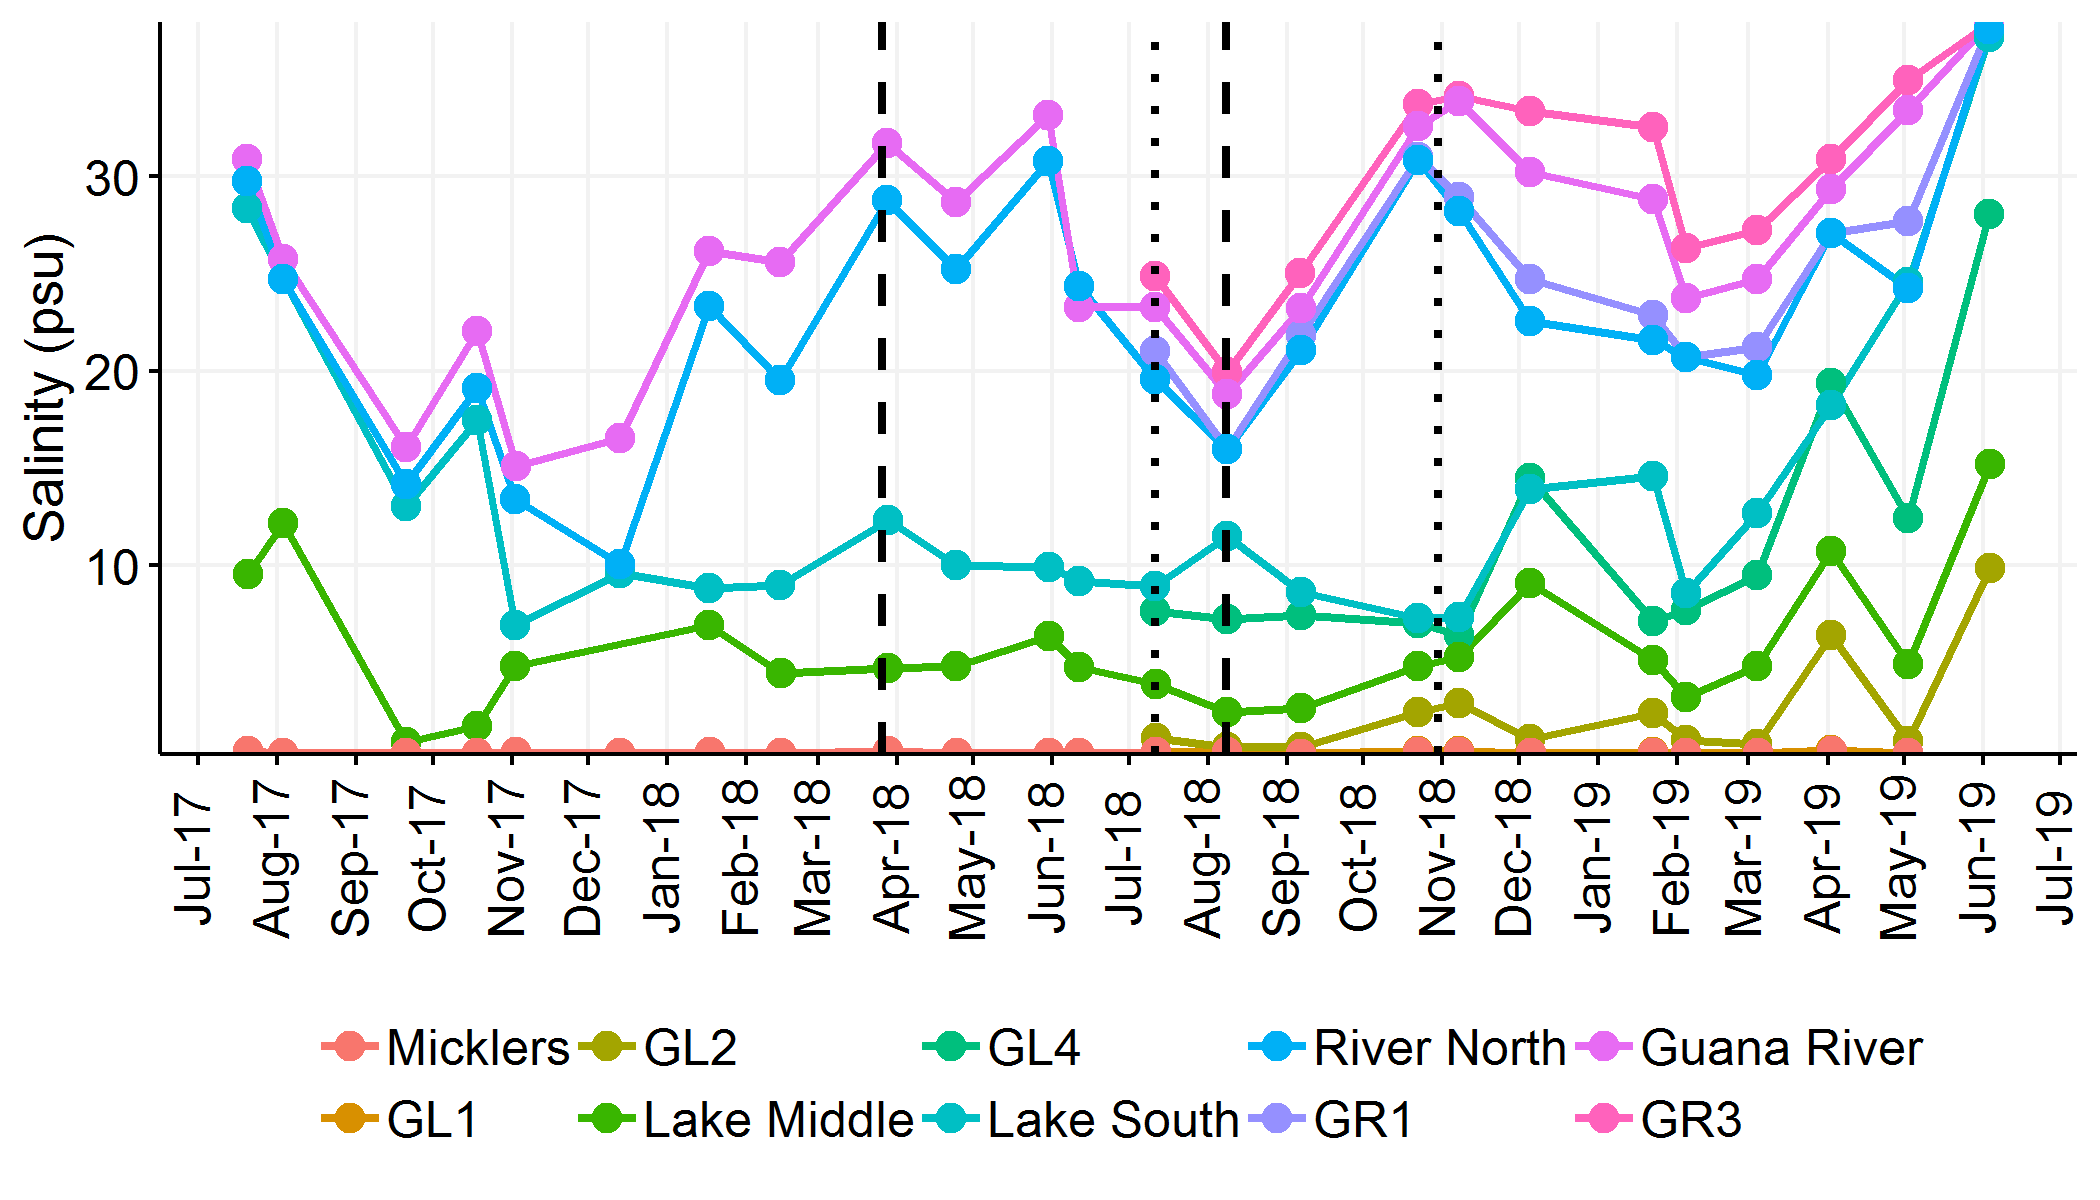 Salinity (psu)
30
20
10
Jul-17
Aug-17
Sep-17
Oct-17
Nov-17
Dec-17
Jan-18
Feb-18
Mar-18
Apr-18
May-18
Jun-18
Jul-18
Aug-18
Sep-18
Oct-18
Nov-18
Dec-18
Jan-19
Feb-19
Mar-19
Apr-19
May-19
Jun-19
Jul-19
Micklers GL2 GL4 River North Guana River
GL1 Lake Middle Lake South GR1 GR3